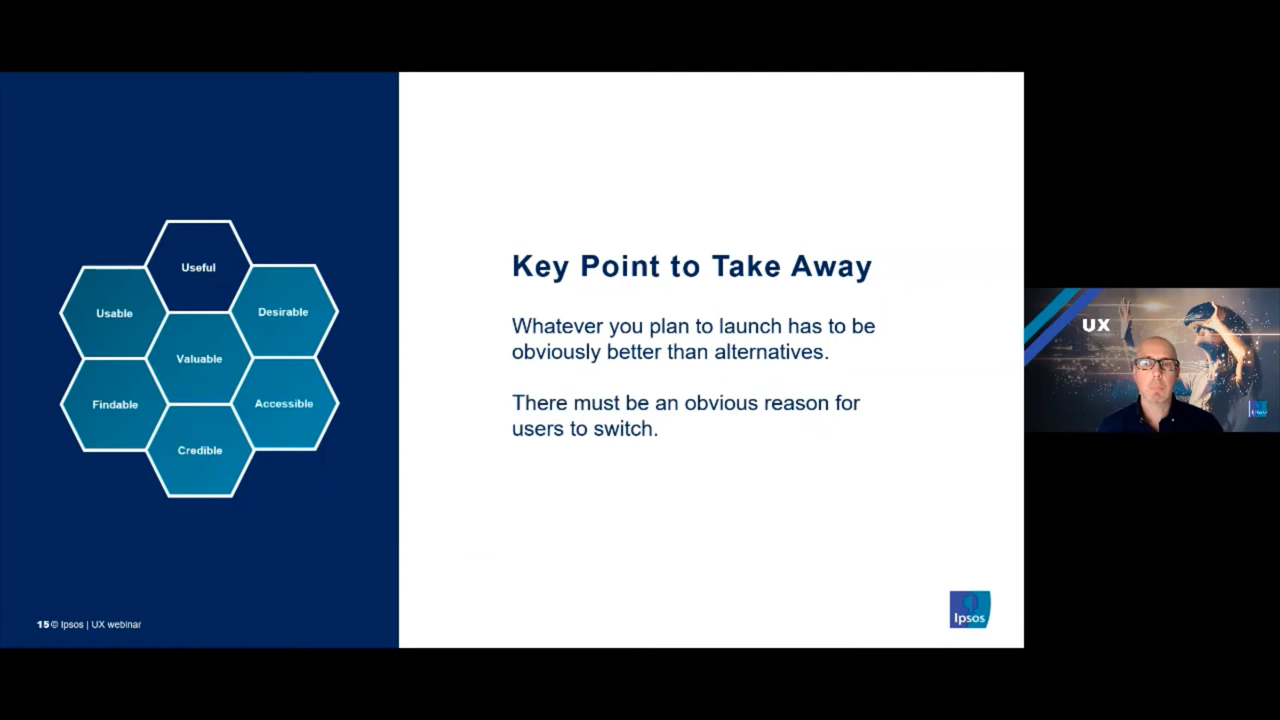 Useful
Usable
Desirable
Valuable
Findable
Accessible
Credible
15 © Ipsos | UX webinar
Key Point to Take Away
Whatever you plan to launch has to be
obviously better than alternatives.
There must be an obvious reason for
users to switch.
Ipsos
UX
Ipsos